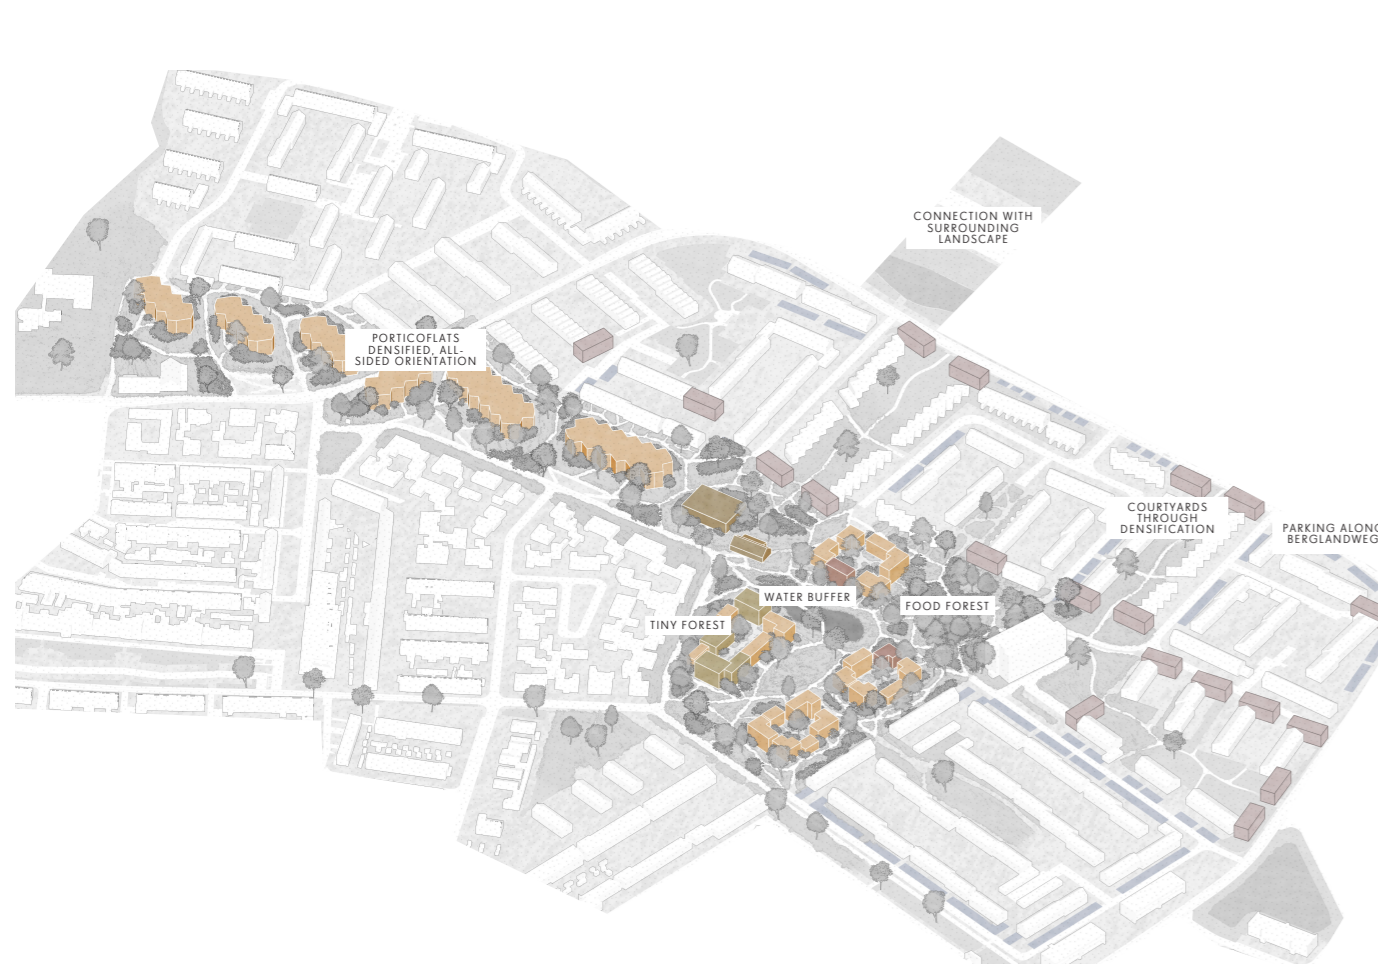 CONNECTION WITH
SURROUNDING
LANDSCAPE
PORTICOFLATS
DENSIFIED, ALL-
SIDED ORIENTATION
COURTYARDS
THROUGH
DENSIFICATION
PARKING ALONG
BERGLANDWEG
WATER BUFFER
FOOD FOREST
TINY FOREST